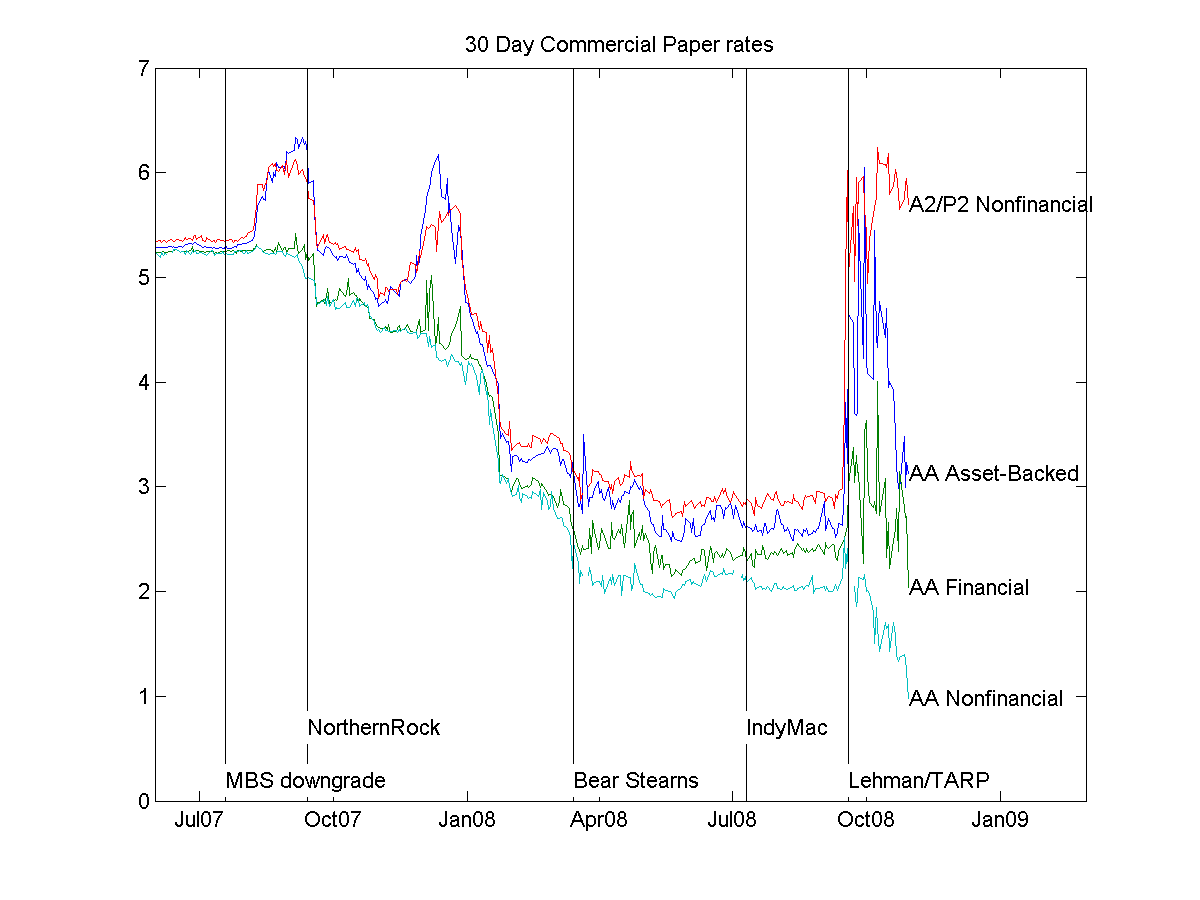 30 Day Commercial Paper rates
7
6
5
4
3
2
1
0
A2/P2 Nonfinancial
AA Asset-Backed
AA Financial
AA Nonfinancial
NorthernRock
IndyMac
MBS downgrade
Bear Stearns
Lehman/TARP
Jul07
Oct07
Jan08
Apr08
Jul08
Oct08
Jan09